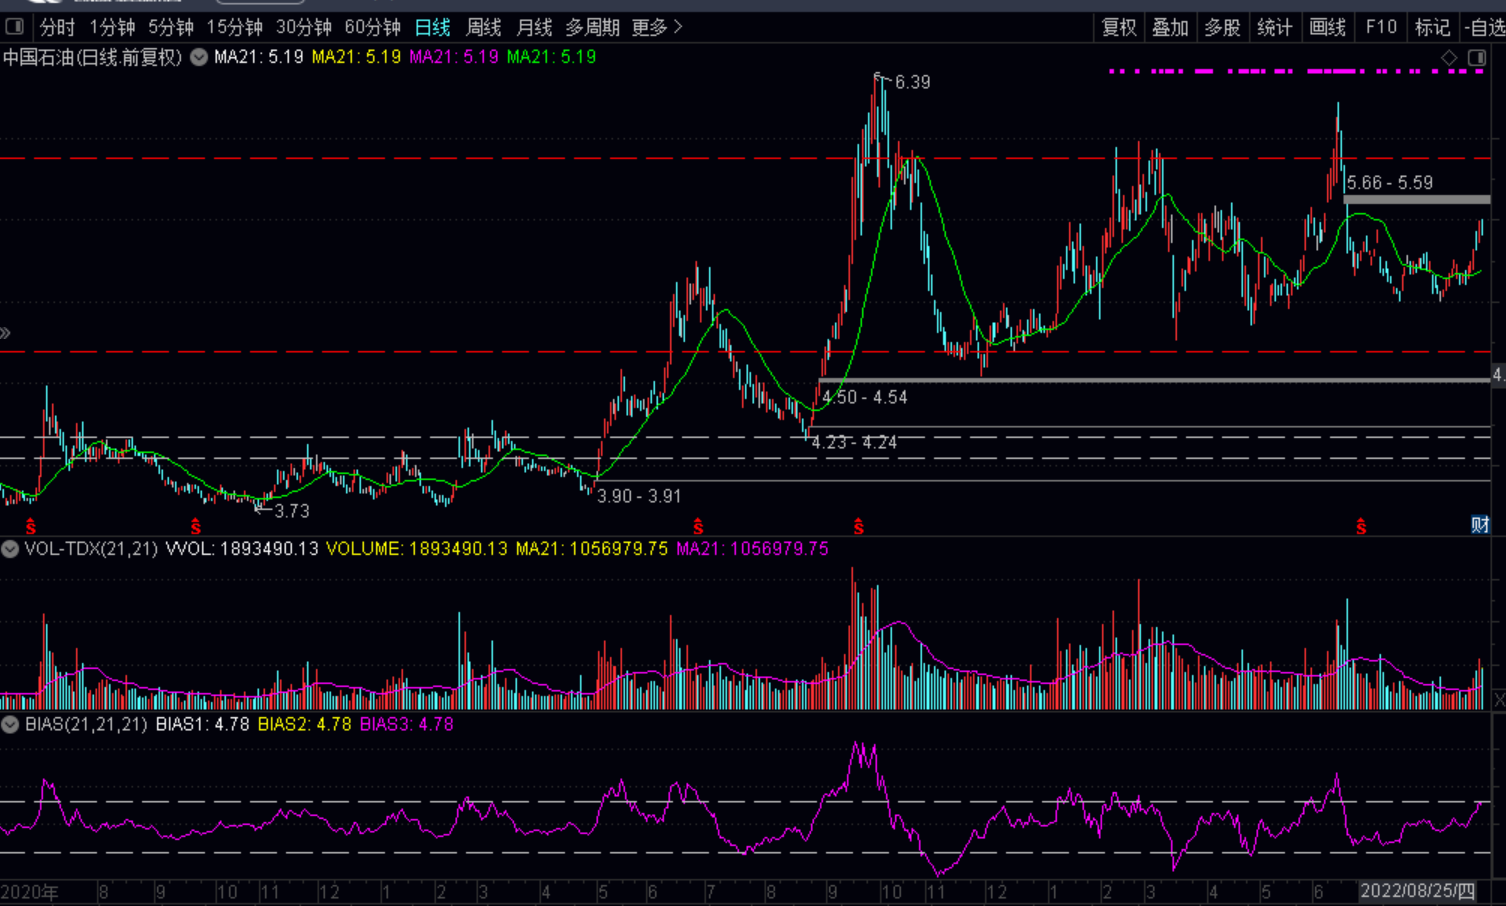 分时 1分钟 5分钟 15分钟 30分钟 60分钟 日线 周线 月线 多周期 更多 复权 叠加 多股 统计 画线 F10 标记 -自选
中国石油(日线.前复权) MA21: 5.19 MA21: 5.19 MA21: 5.19 MA21: 5.19
6.39
5.66 - 5.59
4.50 - 4.54
4.23 - 4.24
3.90 - 3.91
3.73
S S S S S 财
VOL-TDX(21,21) VVOL: 1893490.13 VOLUME: 1893490.13 MA21: 1056979.75 MA21: 1056979.75
BIAS(21,21,21) BIAS1: 4.78 BIAS2: 4.78 BIAS3: 4.78
2020年 8 9 10 11 12 1 2 3 4 5 6 7 8 9 10 11 12 1 2 3 4 5 6 2022/08/25/四